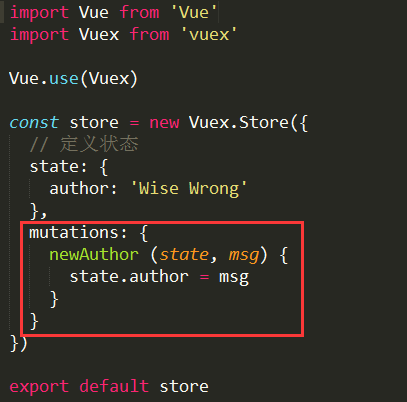 import Vue from 'Vue'
import Vuex from 'vuex'
Vue.use(Vuex)
const store = new Vuex.Store({
// 定义状态
state: {
author: 'Wise Wrong'
},
mutations: {
newAuthor (state, msg) {
state.author = msg
}
}
})
export default store